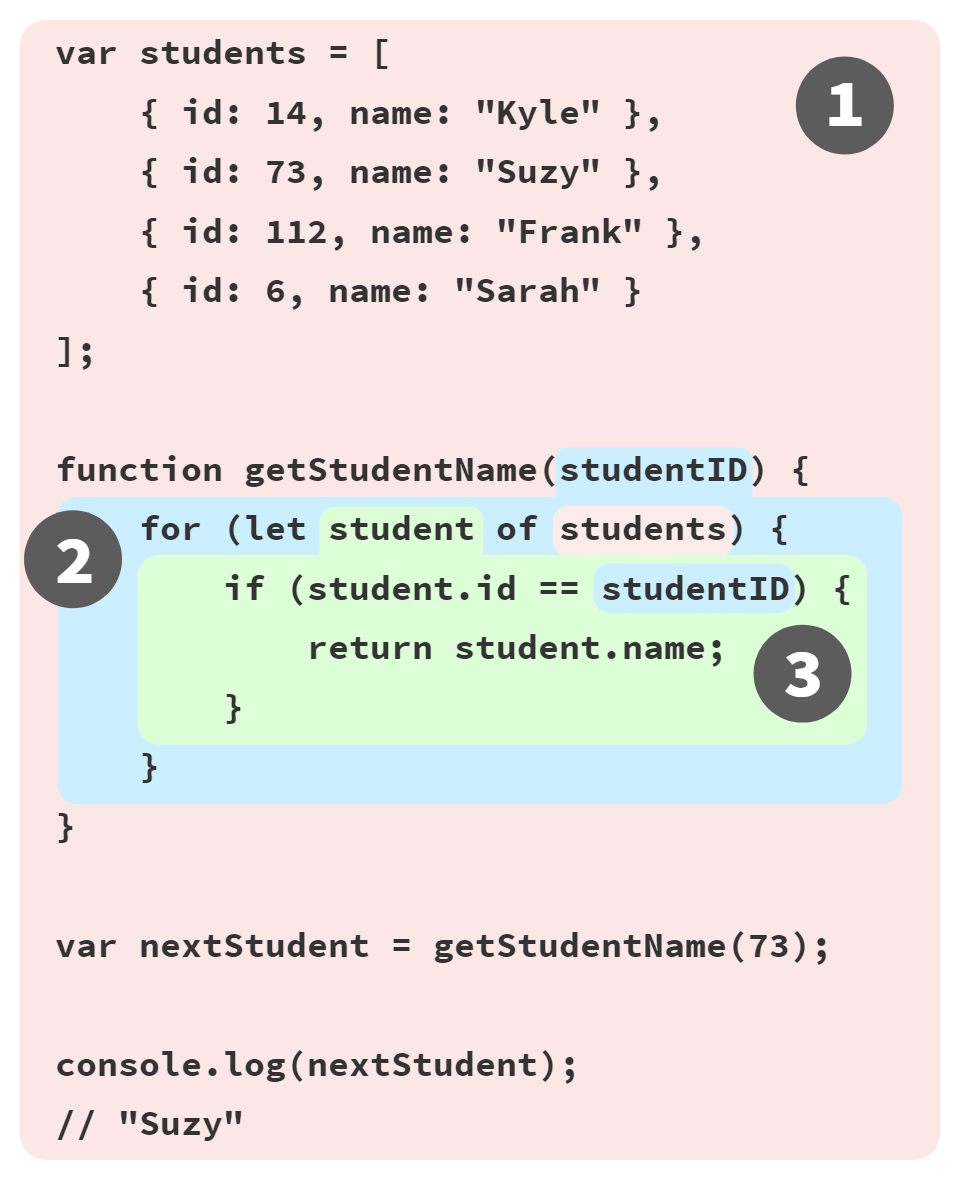 var students = [
    { id: 14, name: "Kyle" },
    { id: 73, name: "Suzy" },
    { id: 112, name: "Frank" },
    { id: 6, name: "Sarah" }
];
1
function getStudentName(studentID) {
    for (let student of students) {
2
        if (student.id == studentID) {
            return student.name;
3
        }
    }
}
var nextStudent = getStudentName(73);
console.log(nextStudent);
// "Suzy"